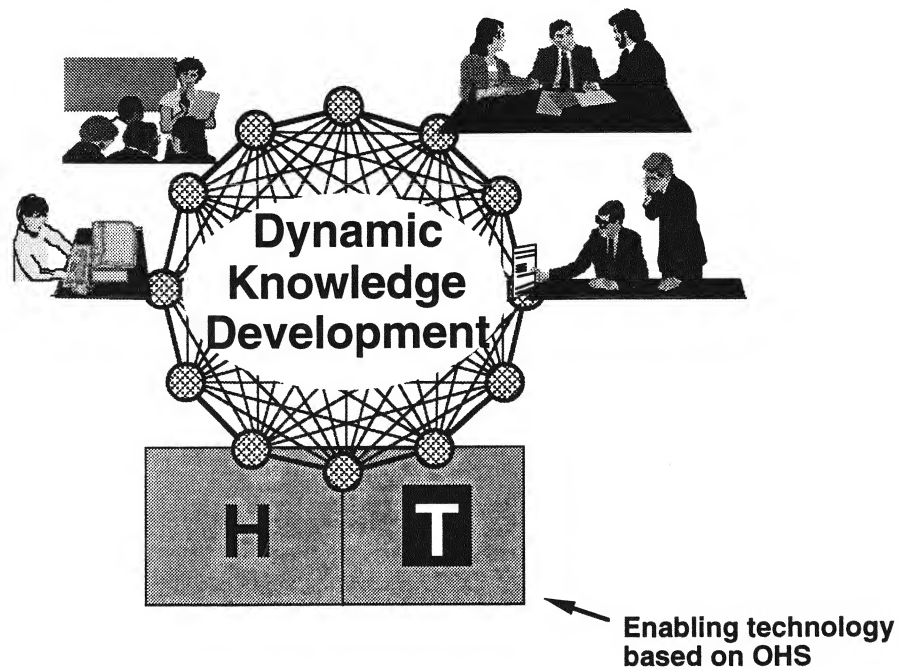 Dynamic
Knowledge
Development
H T
Enabling technology
based on OHS